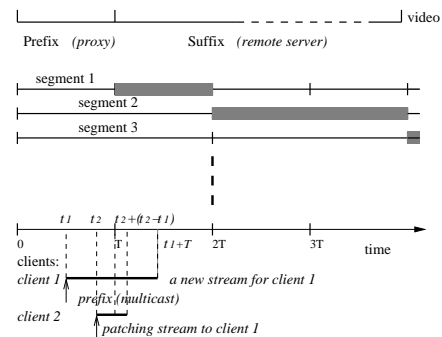 video
Prefix (proxy) Suffix (remote server)
segment 1
segment 2
segment 3
t1 t2 t2+(t2-t1)
0 T t1+T 2T 3T time
clients:
client 1 a new stream for client 1
prefix (multicast)
client 2
patching stream to client 1